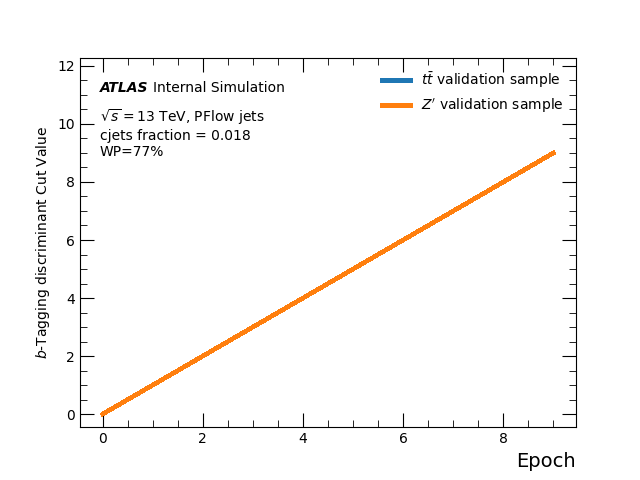 ATLAS Internal Simulation
√s = 13 TeV, PFlow jets
cjets fraction = 0.018
WP=77%
tt̄ validation sample
Z′ validation sample
b-Tagging discriminant Cut Value
12
10
8
6
4
2
0
0 2 4 6 8
Epoch